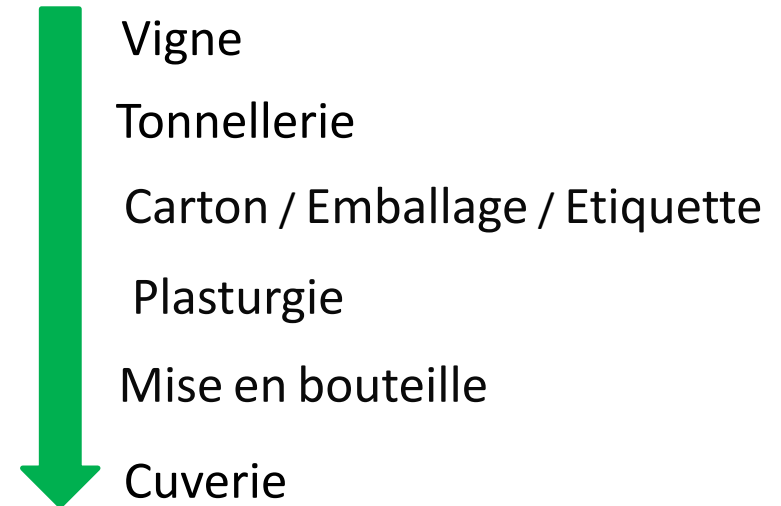 Vigne
Tonnellerie
Carton / Emballage / Etiquette
Plasturgie
Mise en bouteille
Cuverie